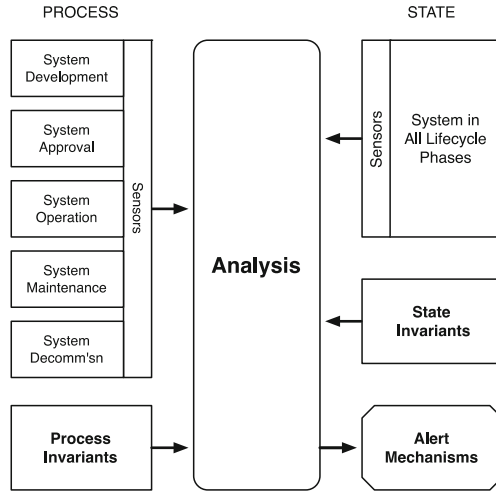 PROCESS
System
Development
System
Approval
System
Operation
System
Maintenance
System
Decomm'sn
Sensors
Process
Invariants
Analysis
STATE
Sensors
System in
All Lifecycle
Phases
State
Invariants
Alert
Mechanisms